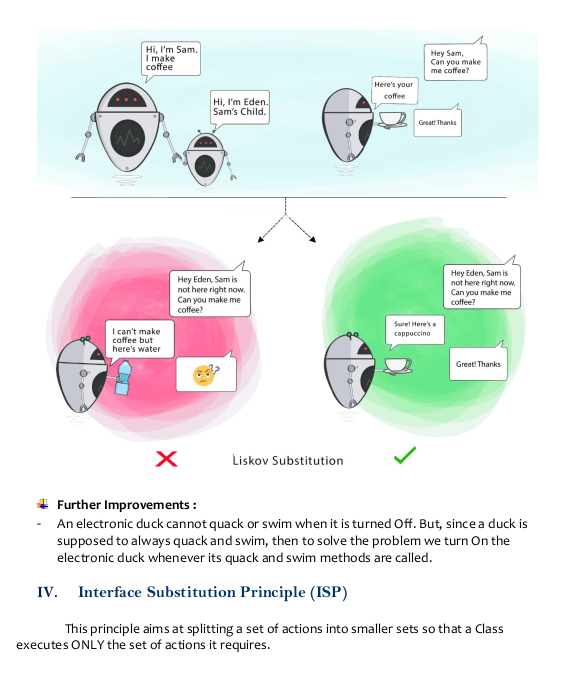 Hi, I'm Sam.
I make
coffee
Hi, I'm Eden.
Sam's Child.
Hey Sam,
Can you make
me coffee?
Here's your
coffee
Great! Thanks
Hey Eden, Sam is
not here right now.
Can you make me
coffee?
I can't make
coffee but
here's water
??
Hey Eden, Sam is
not here right now.
Can you make me
coffee?
Sure! Here's a
cappuccino
Great! Thanks
Liskov Substitution
Further Improvements :
- An electronic duck cannot quack or swim when it is turned Off. But, since a duck is
supposed to always quack and swim, then to solve the problem we turn On the
electronic duck whenever its quack and swim methods are called.
IV. Interface Substitution Principle (ISP)
This principle aims at splitting a set of actions into smaller sets so that a Class
executes ONLY the set of actions it requires.